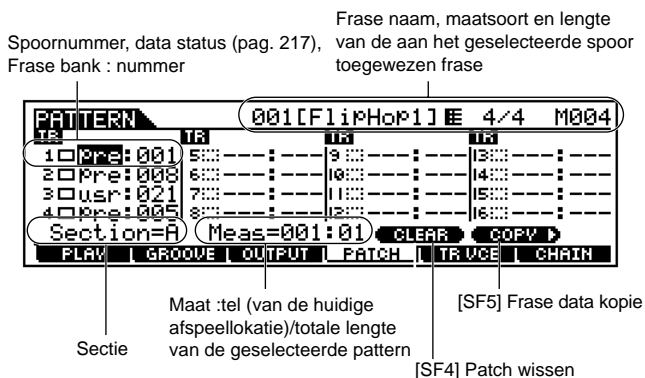 Frase naam, maatsoort en lengte
van de aan het geselecteerde spoor
toegewezen frase
Spoornummer, data status (pag. 217),
Frase bank : nummer
PATTERN 001[FlipHop1] 4/4 M004
TR TR TR TR
1 pre:001 5 ---:--- 9 ---:--- 13 ---:---
2 pre:008 6 ---:--- 10 ---:--- 14 ---:---
3 usr:021 7 ---:--- 11 ---:--- 15 ---:---
4 pre:005 8 ---:--- 12 ---:--- 16 ---:---
Section=A Meas=001:01 CLEAR COPY
PLAY GROOVE OUTPUT PATCH TR VCE CHAIN
Maat :tel (van de huidige
afspeellokatie)/totale lengte
van de geselecteerde pattern
[SF5] Frase data kopie
Sectie
[SF4] Patch wissen